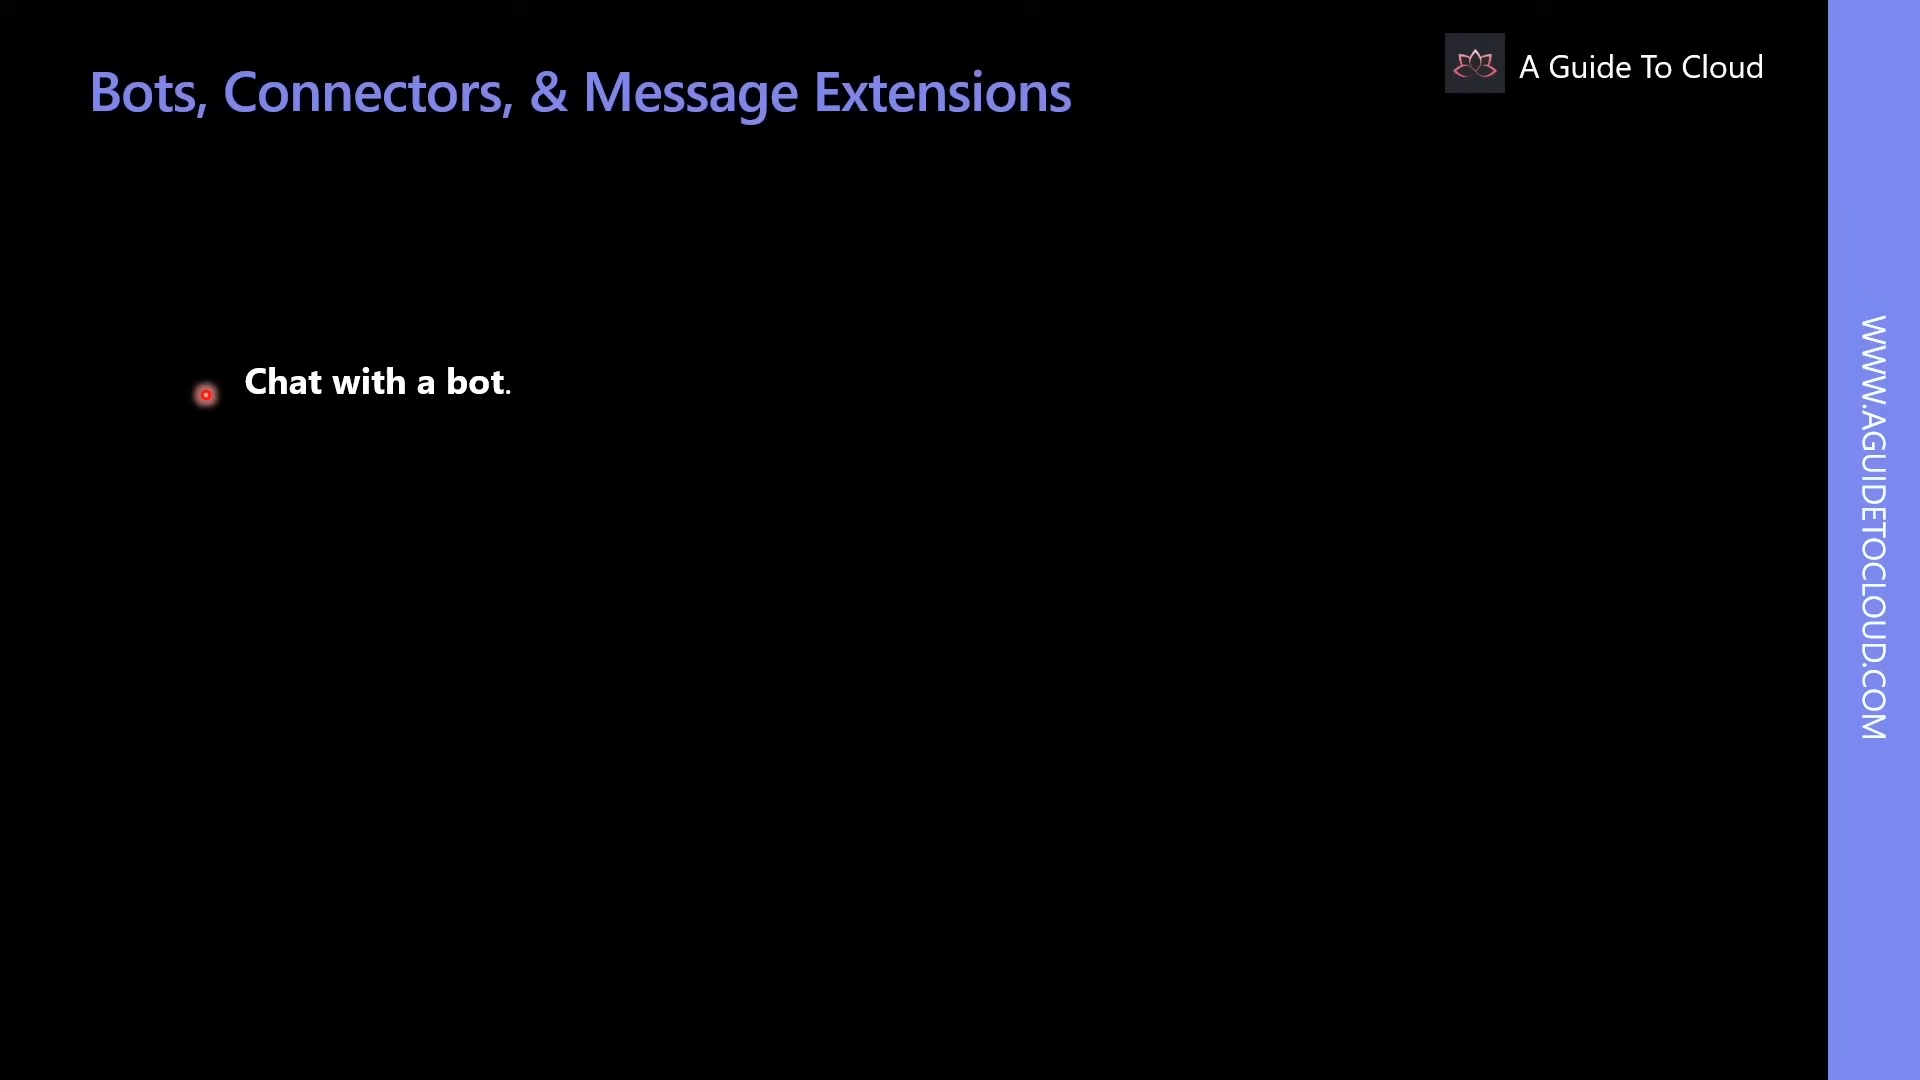 Bots, Connectors, & Message Extensions
A Guide To Cloud
Chat with a bot.
WWW.AGUIDETOCLOUD.COM